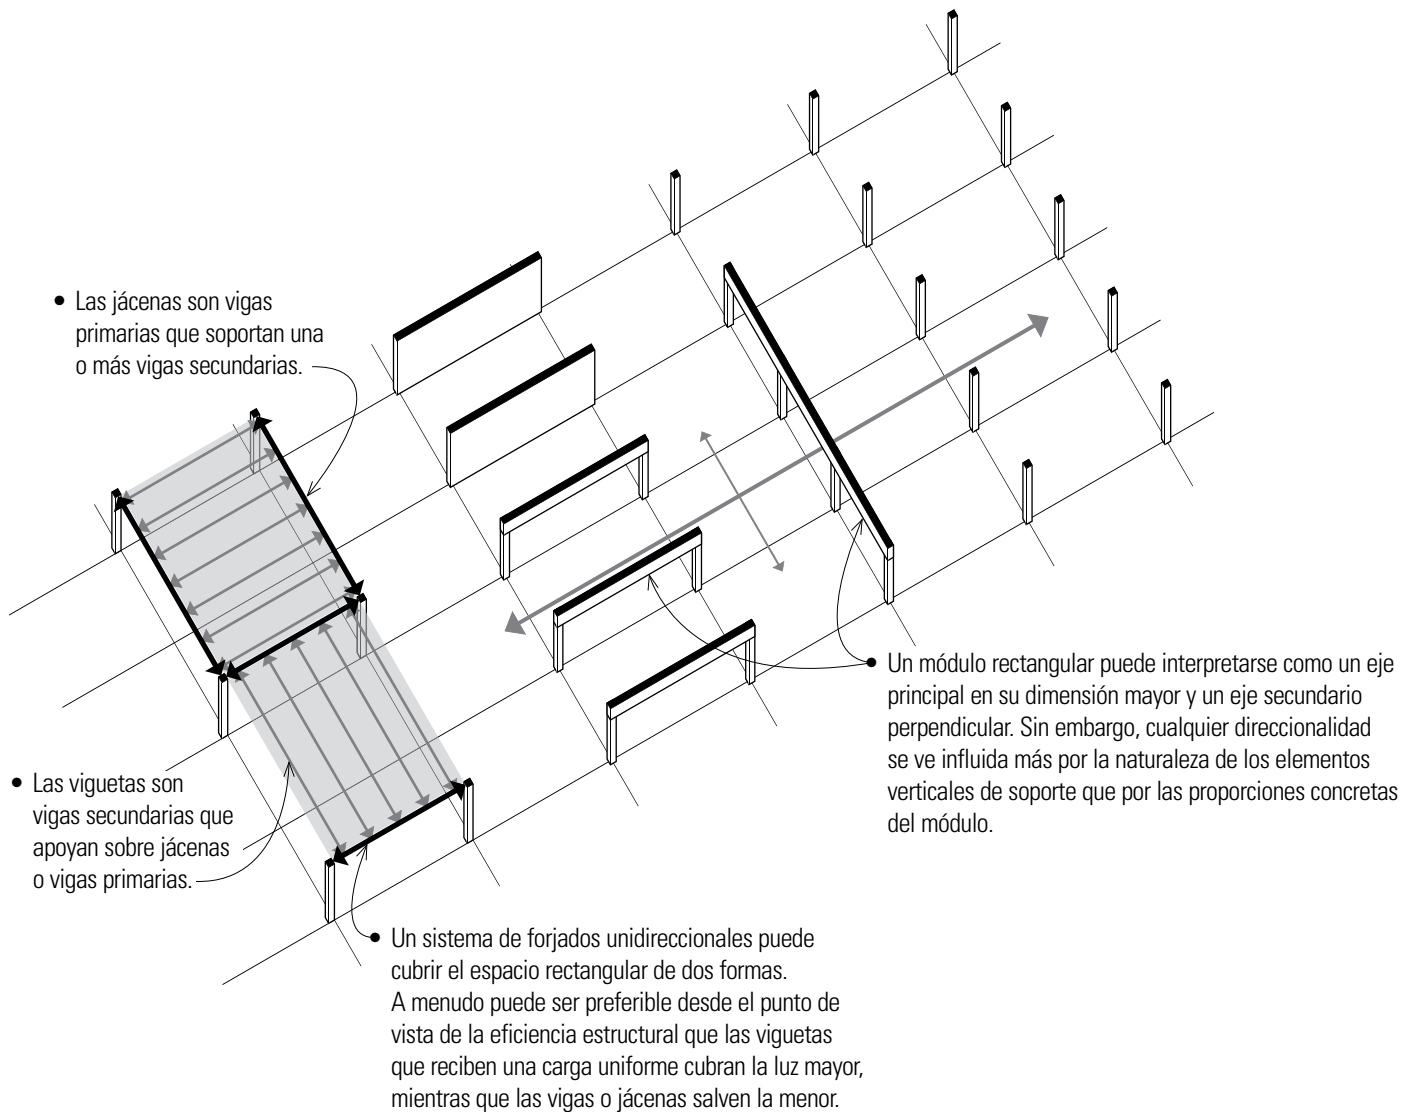 • Las jácenas son vigas
primarias que soportan una
o más vigas secundarias.
• Un módulo rectangular puede interpretarse como un eje
principal en su dimensión mayor y un eje secundario
perpendicular. Sin embargo, cualquier direccionalidad
se ve influida más por la naturaleza de los elementos
verticales de soporte que por las proporciones concretas
del módulo.
• Las viguetas son
vigas secundarias que
apoyan sobre jácenas
o vigas primarias.
• Un sistema de forjados unidireccionales puede
cubrir el espacio rectangular de dos formas.
A menudo puede ser preferible desde el punto de
vista de la eficiencia estructural que las viguetas
que reciben una carga uniforme cubran la luz mayor,
mientras que las vigas o jácenas salven la menor.